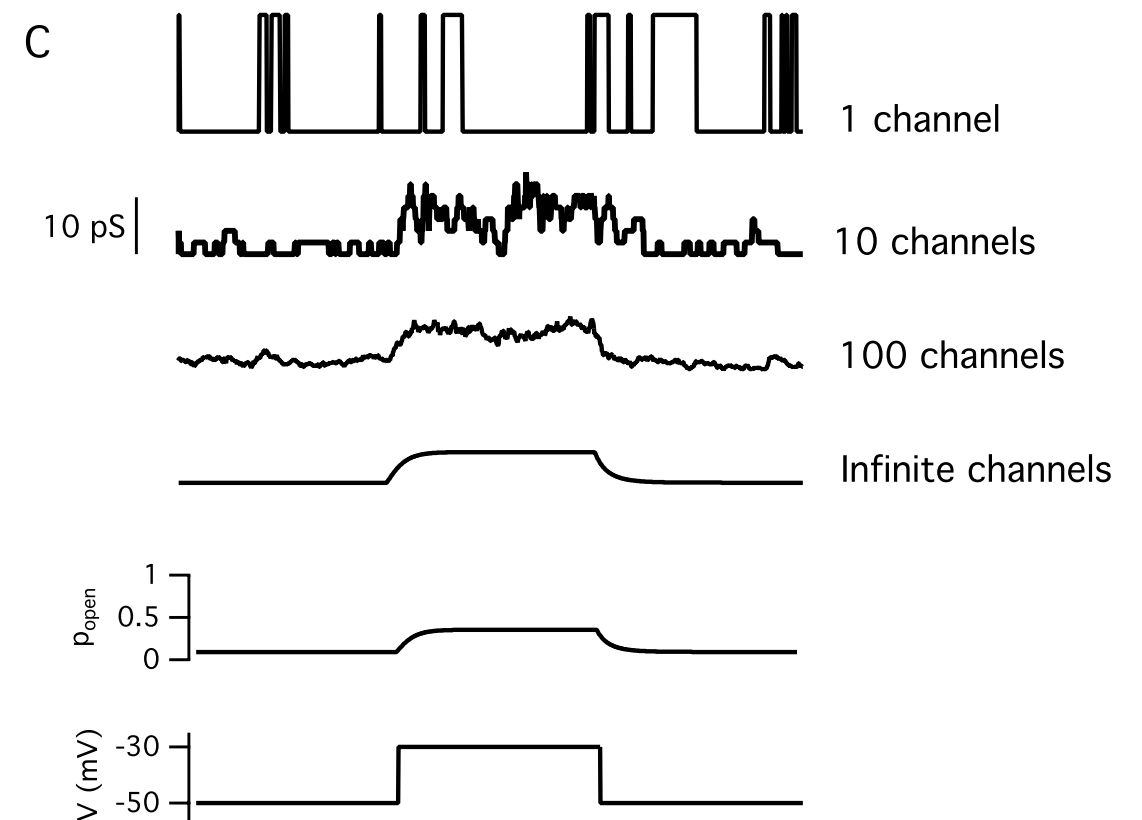 C
1 channel
10 pS
10 channels
100 channels
Infinite channels
1
0.5
0
popen
-30
-50
V (mV)